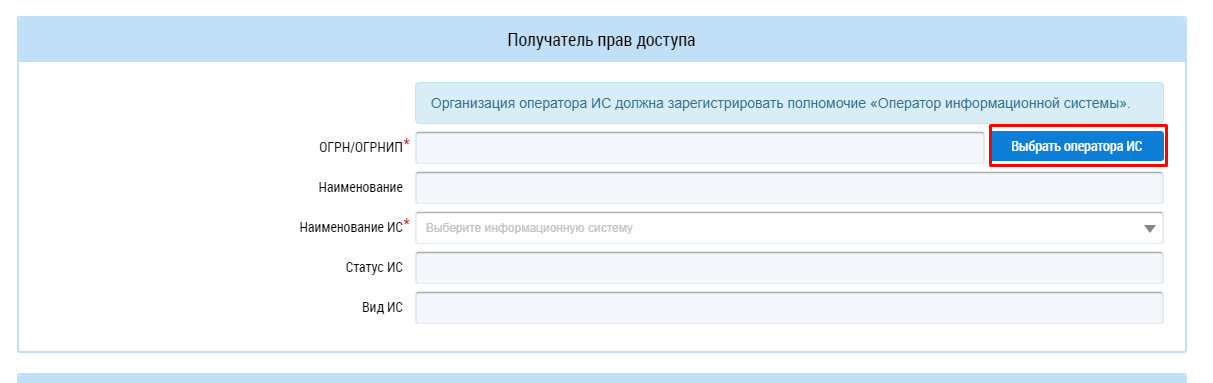 Получатель прав доступа
Организация оператора ИС должна зарегистрировать полномочие «Оператор информационной системы».
ОГРН/ОГРНИП*
Выбрать оператора ИС
Наименование
Наименование ИС*
Выберите информационную систему
Статус ИС
Вид ИС